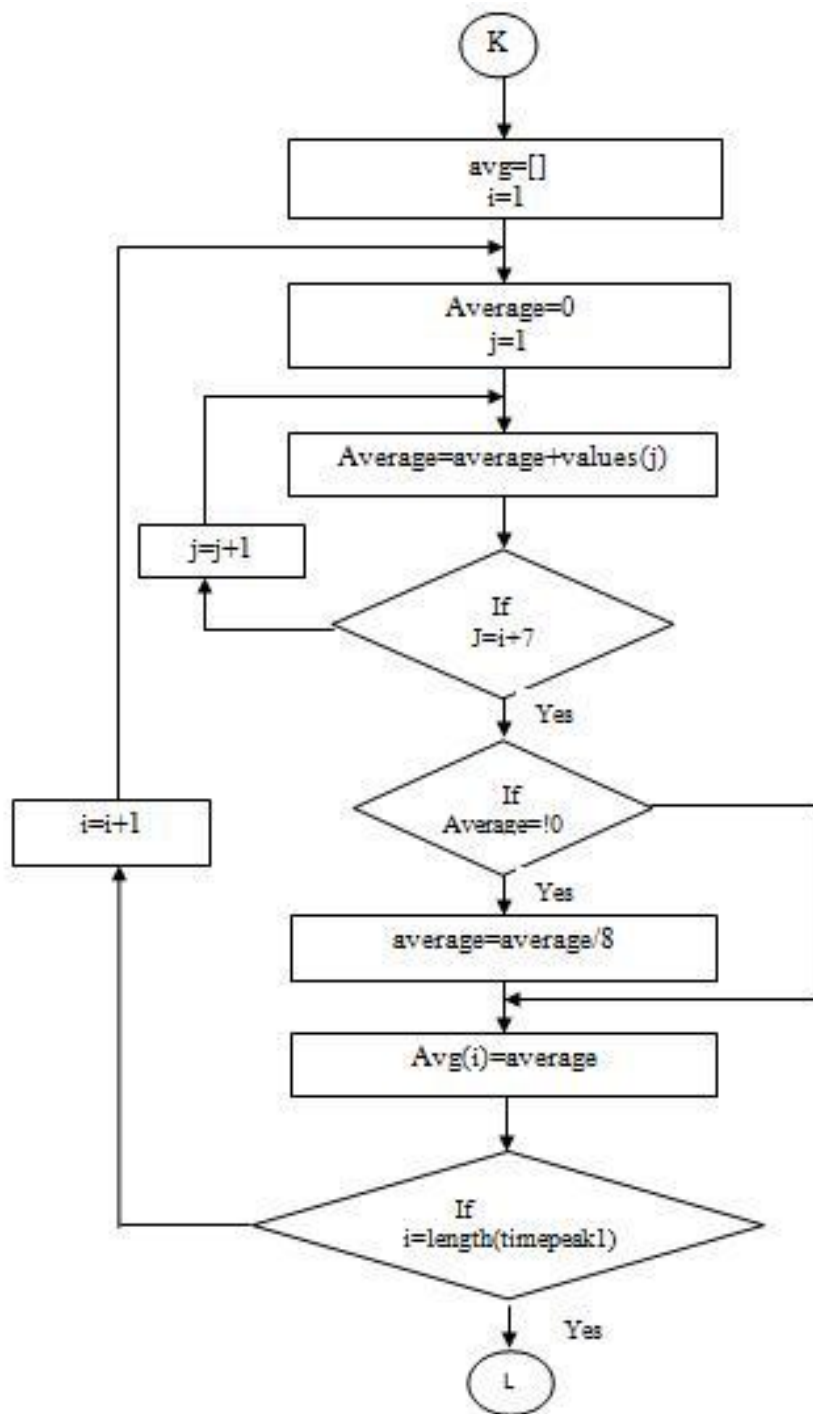 K
avg=[]
i=1
Average=0
j=1
Average=average+values(j)
j=j+1
If
J=i+7
Yes
If
Average=!0
i=i+1
Yes
average=average/8
Avg(i)=average
If
i=length(timepeak1)
Yes
L